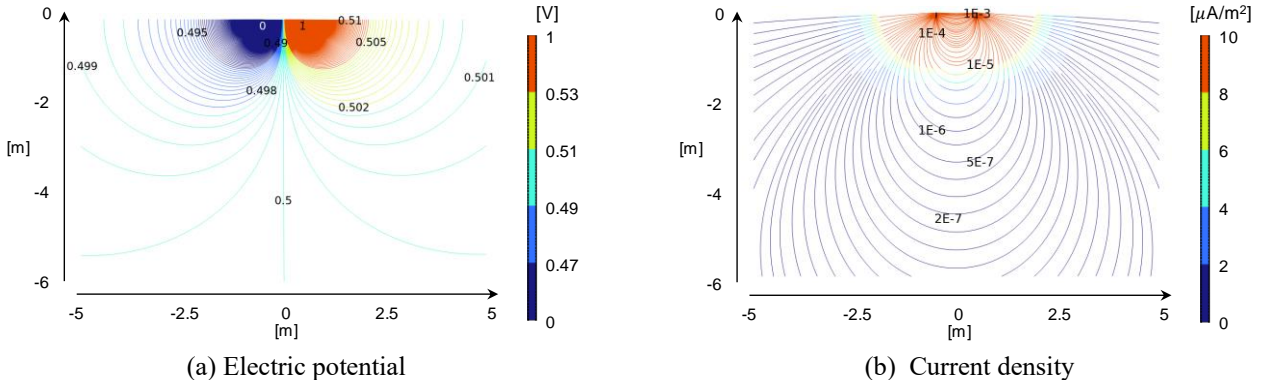 0
-2
[m]
-4
-6
-5
-2.5
0
2.5
5
[m]
0.495
0
1
0.51
0.49
0.505
0.499
0.498
0.501
0.502
0.5
[V]
1
0.53
0.51
0.49
0.47
0
(a) Electric potential
0
-2
[m]
-4
-6
-5
-2.5
0
2.5
5
[m]
1E-3
1E-4
1E-5
1E-6
5E-7
2E-7
[µA/m²]
10
8
6
4
2
0
(b) Current density